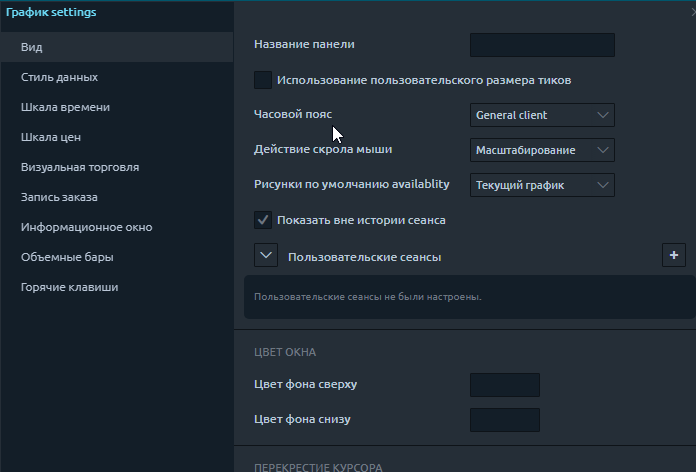 График settings
Вид
Стиль данных
Шкала времени
Шкала цен
Визуальная торговля
Запись заказа
Информационное окно
Объемные бары
Горячие клавиши
Название панели
Использование пользовательского размера тиков
Часовой пояс General client
Действие скрола мыши Масштабирование
Рисунки по умолчанию availablity Текущий график
Показать вне истории сеанса
Пользовательские сеансы +
Пользовательские сеансы не были настроены.
ЦВЕТ ОКНА
Цвет фона сверху
Цвет фона снизу
ПЕРЕКРЕСТИЕ КУРСОРА